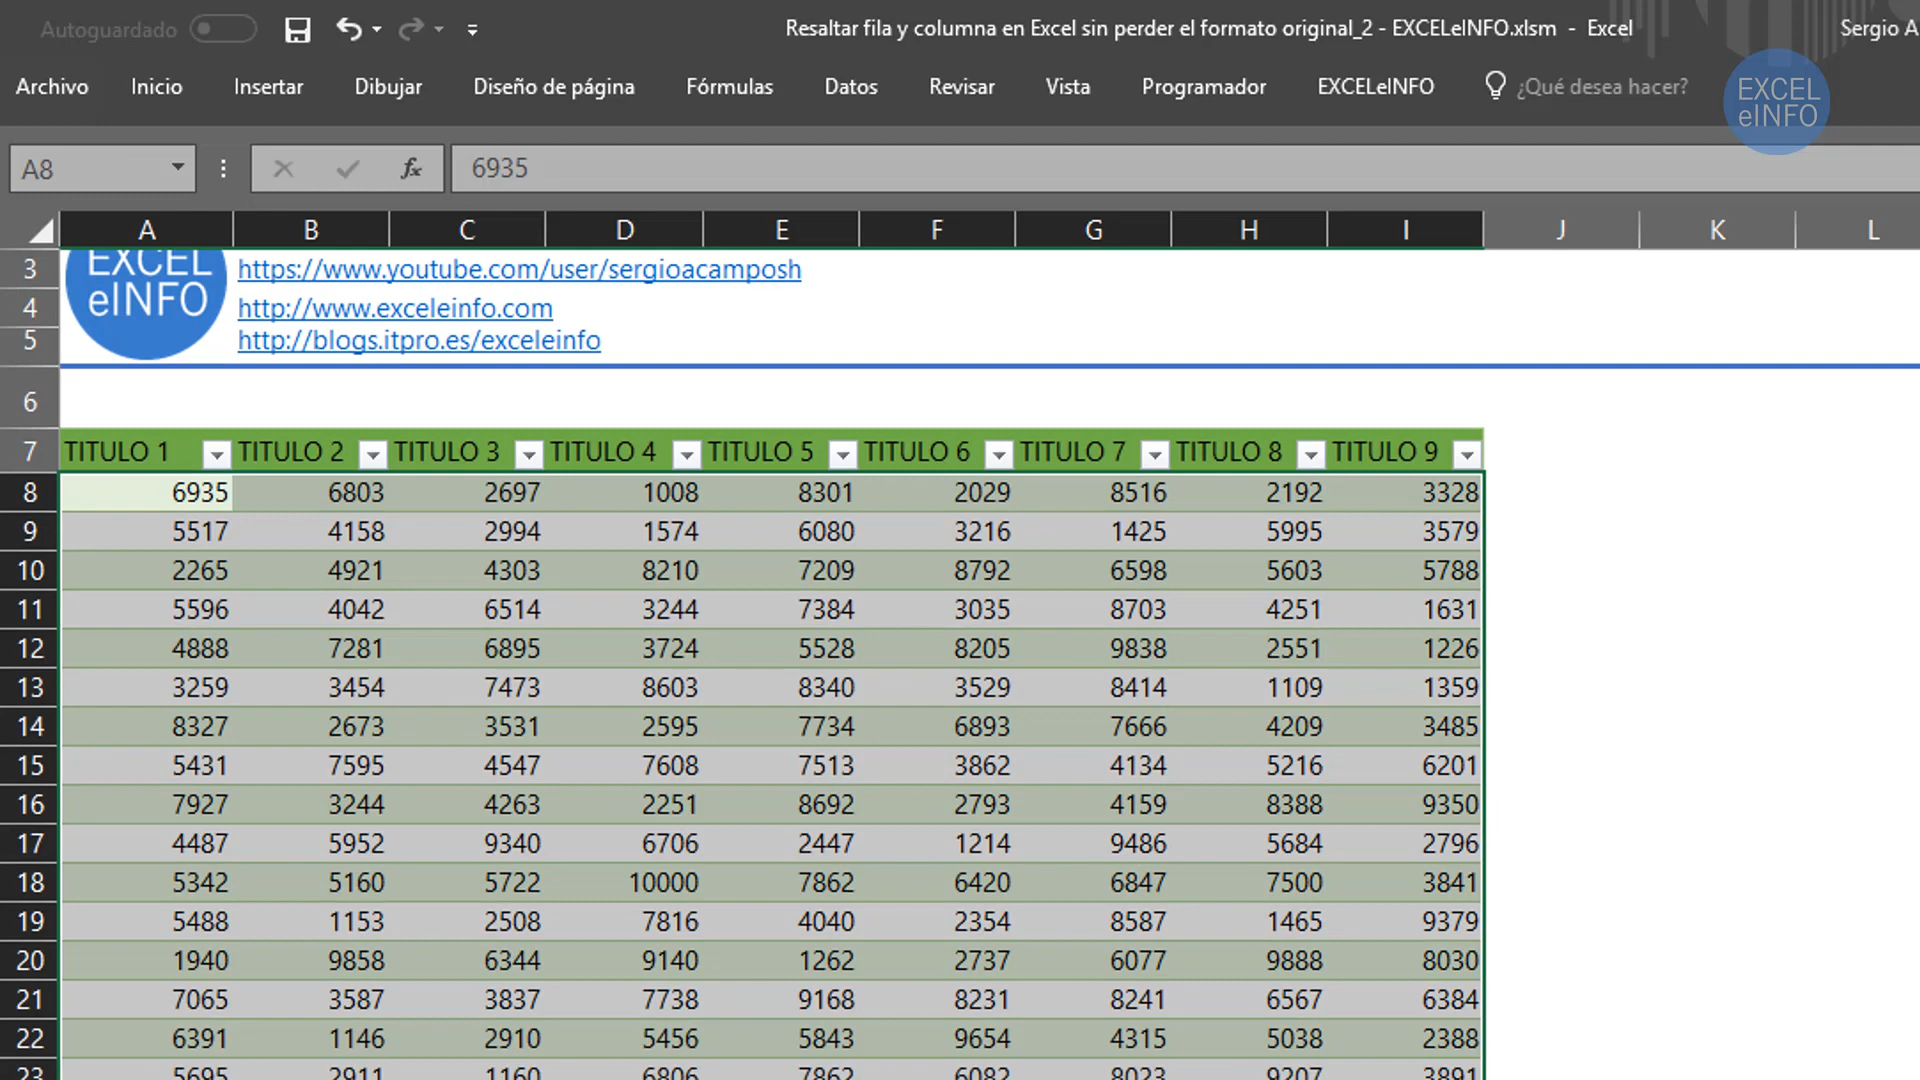 Autoguardado
Resaltar fila y columna en Excel sin perder el formato original_2 - EXCELeINFO.xlsm - Excel
Sergio A
Archivo Inicio Insertar Dibujar Diseño de página Fórmulas Datos Revisar Vista Programador EXCELeINFO ¿Qué desea hacer?
EXCEL
eINFO
A8 fx 6935
A B C D E F G H I J K L
EXCEL
eINFO
3 https://www.youtube.com/user/sergioacamposh
4 http://www.exceleinfo.com
5 http://blogs.itpro.es/exceleinfo
6
7 TITULO 1 TITULO 2 TITULO 3 TITULO 4 TITULO 5 TITULO 6 TITULO 7 TITULO 8 TITULO 9
8 6935 6803 2697 1008 8301 2029 8516 2192 3328
9 5517 4158 2994 1574 6080 3216 1425 5995 3579
10 2265 4921 4303 8210 7209 8792 6598 5603 5788
11 5596 4042 6514 3244 7384 3035 8703 4251 1631
12 4888 7281 6895 3724 5528 8205 9838 2551 1226
13 3259 3454 7473 8603 8340 3529 8414 1109 1359
14 8327 2673 3531 2595 7734 6893 7666 4209 3485
15 5431 7595 4547 7608 7513 3862 4134 5216 6201
16 7927 3244 4263 2251 8692 2793 4159 8388 9350
17 4487 5952 9340 6706 2447 1214 9486 5684 2796
18 5342 5160 5722 10000 7862 6420 6847 7500 3841
19 5488 1153 2508 7816 4040 2354 8587 1465 9379
20 1940 9858 6344 9140 1262 2737 6077 9888 8030
21 7065 3587 3837 7738 9168 8231 8241 6567 6384
22 6391 1146 2910 5456 5843 9654 4315 5038 2388
23 5695 2911 1160 6806 7862 6082 8023 9207 3891